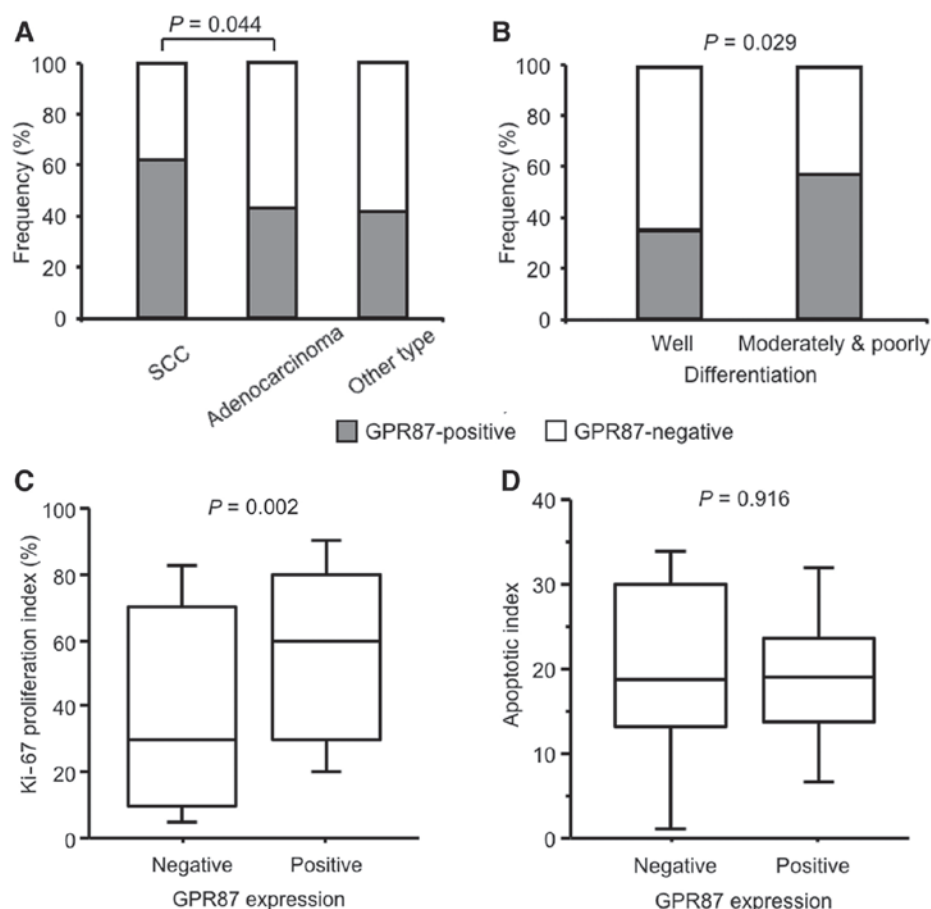 A
P = 0.044
Frequency (%)
100
80
60
40
20
0
SCC
Adenocarcinoma
Other type
B
P = 0.029
Frequency (%)
100
80
60
40
20
0
Well
Moderately & poorly
Differentiation
GPR87-positive
GPR87-negative
C
P = 0.002
Ki-67 proliferation index (%)
100
80
60
40
20
0
Negative
Positive
GPR87 expression
D
P = 0.916
Apoptotic index
40
30
20
10
0
Negative
Positive
GPR87 expression